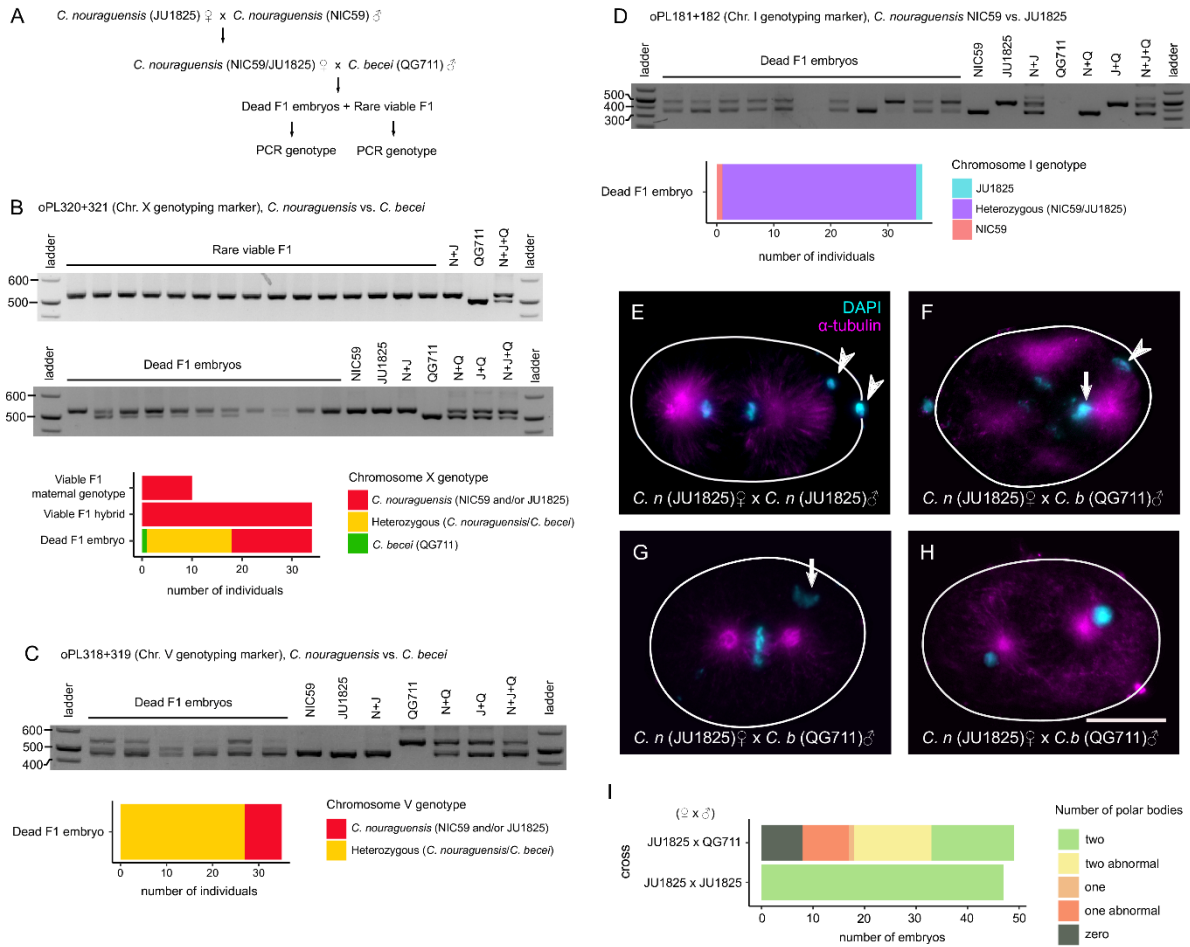 A
C. nouraguensis (JU1825) ♀ x C. nouraguensis (NIC59) ♂
C. nouraguensis (NIC59/JU1825) ♀ x C. becei (QG711) ♂
Dead F1 embryos + Rare viable F1
PCR genotype PCR genotype
B
oPL320+321 (Chr. X genotyping marker), C. nouraguensis vs. C. becei
ladder
Rare viable F1
N+J
QG711
N+J+Q
ladder
600
500
ladder
Dead F1 embryos
NIC59
JU1825
N+J
QG711
N+Q
J+Q
N+J+Q
ladder
600
500
Viable F1
maternal genotype
Viable F1 hybrid
Dead F1 embryo
0 10 20 30
number of individuals
Chromosome X genotype
C. nouraguensis (NIC59 and/or JU1825)
Heterozygous (C. nouraguensis/C. becei)
C. becei (QG711)
C
oPL318+319 (Chr. V genotyping marker), C. nouraguensis vs. C. becei
ladder
Dead F1 embryos
NIC59
JU1825
N+J
QG711
N+Q
J+Q
N+J+Q
ladder
600
500
400
Dead F1 embryo
0 10 20 30
number of individuals
Chromosome V genotype
C. nouraguensis (NIC59 and/or JU1825)
Heterozygous (C. nouraguensis/C. becei)
D
oPL181+182 (Chr. I genotyping marker), C. nouraguensis NIC59 vs. JU1825
ladder
Dead F1 embryos
NIC59
JU1825
N+J
QG711
N+Q
J+Q
N+J+Q
ladder
500
400
300
Dead F1 embryo
0 10 20 30
number of individuals
Chromosome I genotype
JU1825
Heterozygous (NIC59/JU1825)
NIC59
E
DAPI
α-tubulin
C. n (JU1825)♀ x C. n (JU1825)♂
F
C. n (JU1825)♀ x C. b (QG711)♂
G
C. n (JU1825)♀ x C. b (QG711)♂
H
C. n (JU1825)♀ x C.b (QG711)♂
I
(♀ x ♂)
cross
JU1825 x QG711
JU1825 x JU1825
0 10 20 30 40 50
number of embryos
Number of polar bodies
two
two abnormal
one
one abnormal
zero